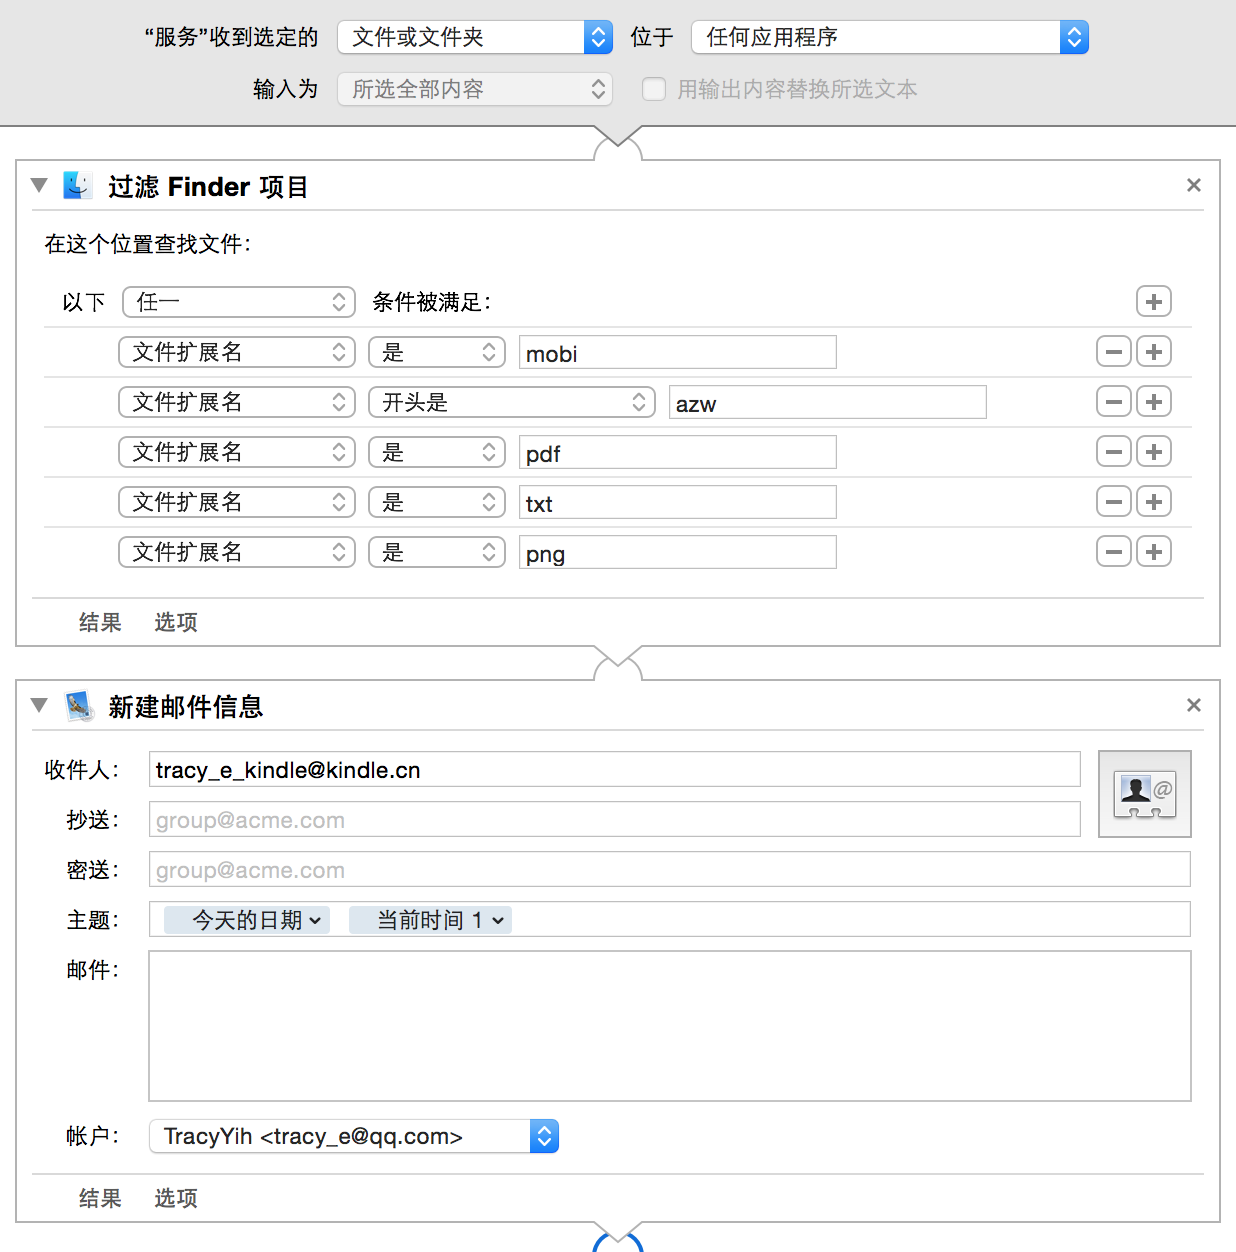 “服务”收到选定的 文件或文件夹 位于 任何应用程序
输入为 所选全部内容 用输出内容替换所选文本
过滤 Finder 项目
在这个位置查找文件：
以下 任一 条件被满足：
文件扩展名 是 mobi
文件扩展名 开头是 azw
文件扩展名 是 pdf
文件扩展名 是 txt
文件扩展名 是 png
结果 选项
新建邮件信息
收件人： tracy_e_kindle@kindle.cn
抄送： group@acme.com
密送： group@acme.com
主题： 今天的日期 当前时间 1
邮件：
帐户： TracyYih <tracy_e@qq.com>
结果 选项